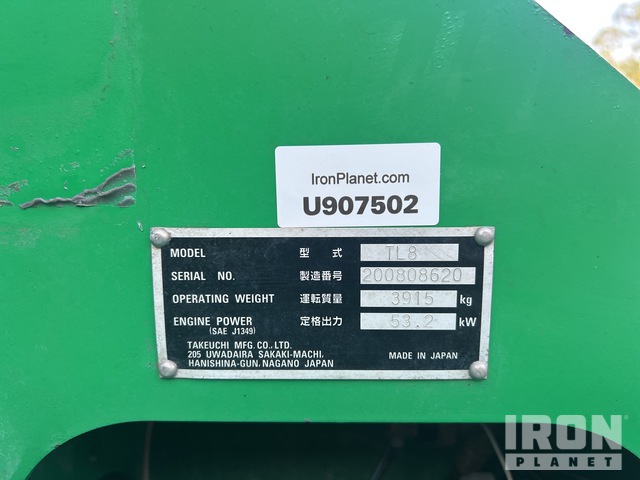 IronPlanet.com
U907502
MODEL 型 式 TL8
SERIAL NO. 製造番号 200808620
OPERATING WEIGHT 運転質量 3915 kg
ENGINE POWER 定格出力 53.2 kW
(SAE J1349)
TAKEUCHI MFG.CO.,LTD.
205 UWADAIRA SAKAKI-MACHI,
HANISHINA-GUN, NAGANO JAPAN
MADE IN JAPAN
IRON
PLANET